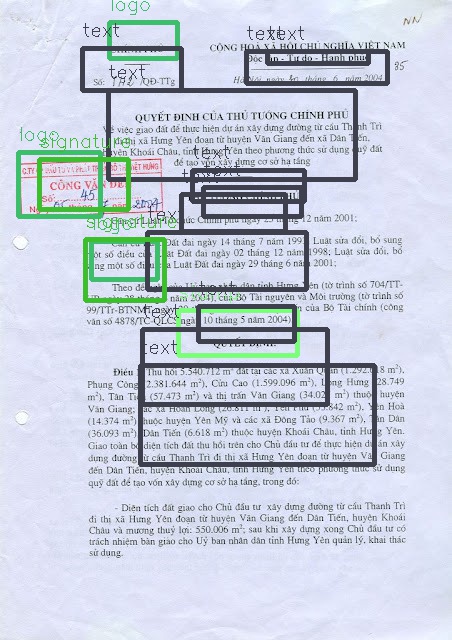 logo
text
text
text
NN
CỘNG HOÀ XÃ HỘI CHỦ NGHĨA VIỆT NAM
Độc lập - Tự do - Hạnh phúc
text
Số: /QĐ-TTg
Hà Nội, ngày tháng 6 năm 2004
85
QUYẾT ĐỊNH CỦA THỦ TƯỚNG CHÍNH PHỦ
Về việc giao đất để thực hiện dự án xây dựng đường từ cầu Thanh Trì
đi thị xã Hưng Yên đoạn từ huyện Văn Giang đến Dân Tiến,
huyện Khoái Châu, tỉnh Hưng Yên theo phương thức sử dụng quỹ đất
để tạo vốn xây dựng cơ sở hạ tầng
logo
signature
text
text
text
CÔNG VĂN ĐẾN
Số: 45
2004
text
Căn cứ Luật Tổ chức Chính phủ ngày 25 tháng 12 năm 2001;
logo
signature
text
Căn cứ Luật Đất đai ngày 14 tháng 7 năm 1993, Luật sửa đổi, bổ sung
một số điều của Luật Đất đai ngày 02 tháng 12 năm 1998; Luật sửa đổi, bổ
sung một số điều của Luật Đất đai ngày 29 tháng 6 năm 2001;
Theo đề nghị của Uỷ ban nhân dân tỉnh Hưng Yên (tờ trình số 704/TT-
năm 2004), của Bộ Tài nguyên và Môi trường (tờ trình số
99/TTr-BTNMT của Bộ Tài chính (công
văn số 4878/TC-QLCS ngày 10 tháng 5 năm 2004),
text
text
text
text
QUYẾT ĐỊNH:
Điều 1. Thu hồi 5.540.712 m² đất tại các xã Xuân Quan (1.292.018 m²),
Phụng Công 2.381.644 m²), Cửu Cao (1.599.096 m²), Long Hưng (28.749
m²), Tân Tiến (57.473 m²) và thị trấn Văn Giang (34.02 m²) thuộc huyện
Văn Giang; các xã Hoàn Long (26.811 m²), Yên Phú (55.842 m²), Yên Hoà
(14.374 m²) thuộc huyện Yên Mỹ và các xã Đông Tảo (9.367 m²), Tân Dân
(36.093 m²), Dân Tiến (6.618 m²) thuộc huyện Khoái Châu, tỉnh Hưng Yên.
Giao toàn bộ diện tích đất thu hồi trên cho Chủ đầu tư để thực hiện dự án xây
dựng đường từ cầu Thanh Trì đi thị xã Hưng Yên đoạn từ huyện Văn Giang
đến Dân Tiến, huyện Khoái Châu, tỉnh Hưng Yên theo phương thức sử dụng
quỹ đất để tạo vốn xây dựng cơ sở hạ tầng, trong đó:
- Diện tích đất giao cho Chủ đầu tư xây dựng đường từ cầu Thanh Trì
đi thị xã Hưng Yên đoạn từ huyện Văn Giang đến Dân Tiến, huyện Khoái
Châu và mương thuỷ lợi: 550.006 m²; sau khi xây dựng xong Chủ đầu tư có
trách nhiệm bàn giao cho Uỷ ban nhân dân tỉnh Hưng Yên quản lý, khai thác
sử dụng.